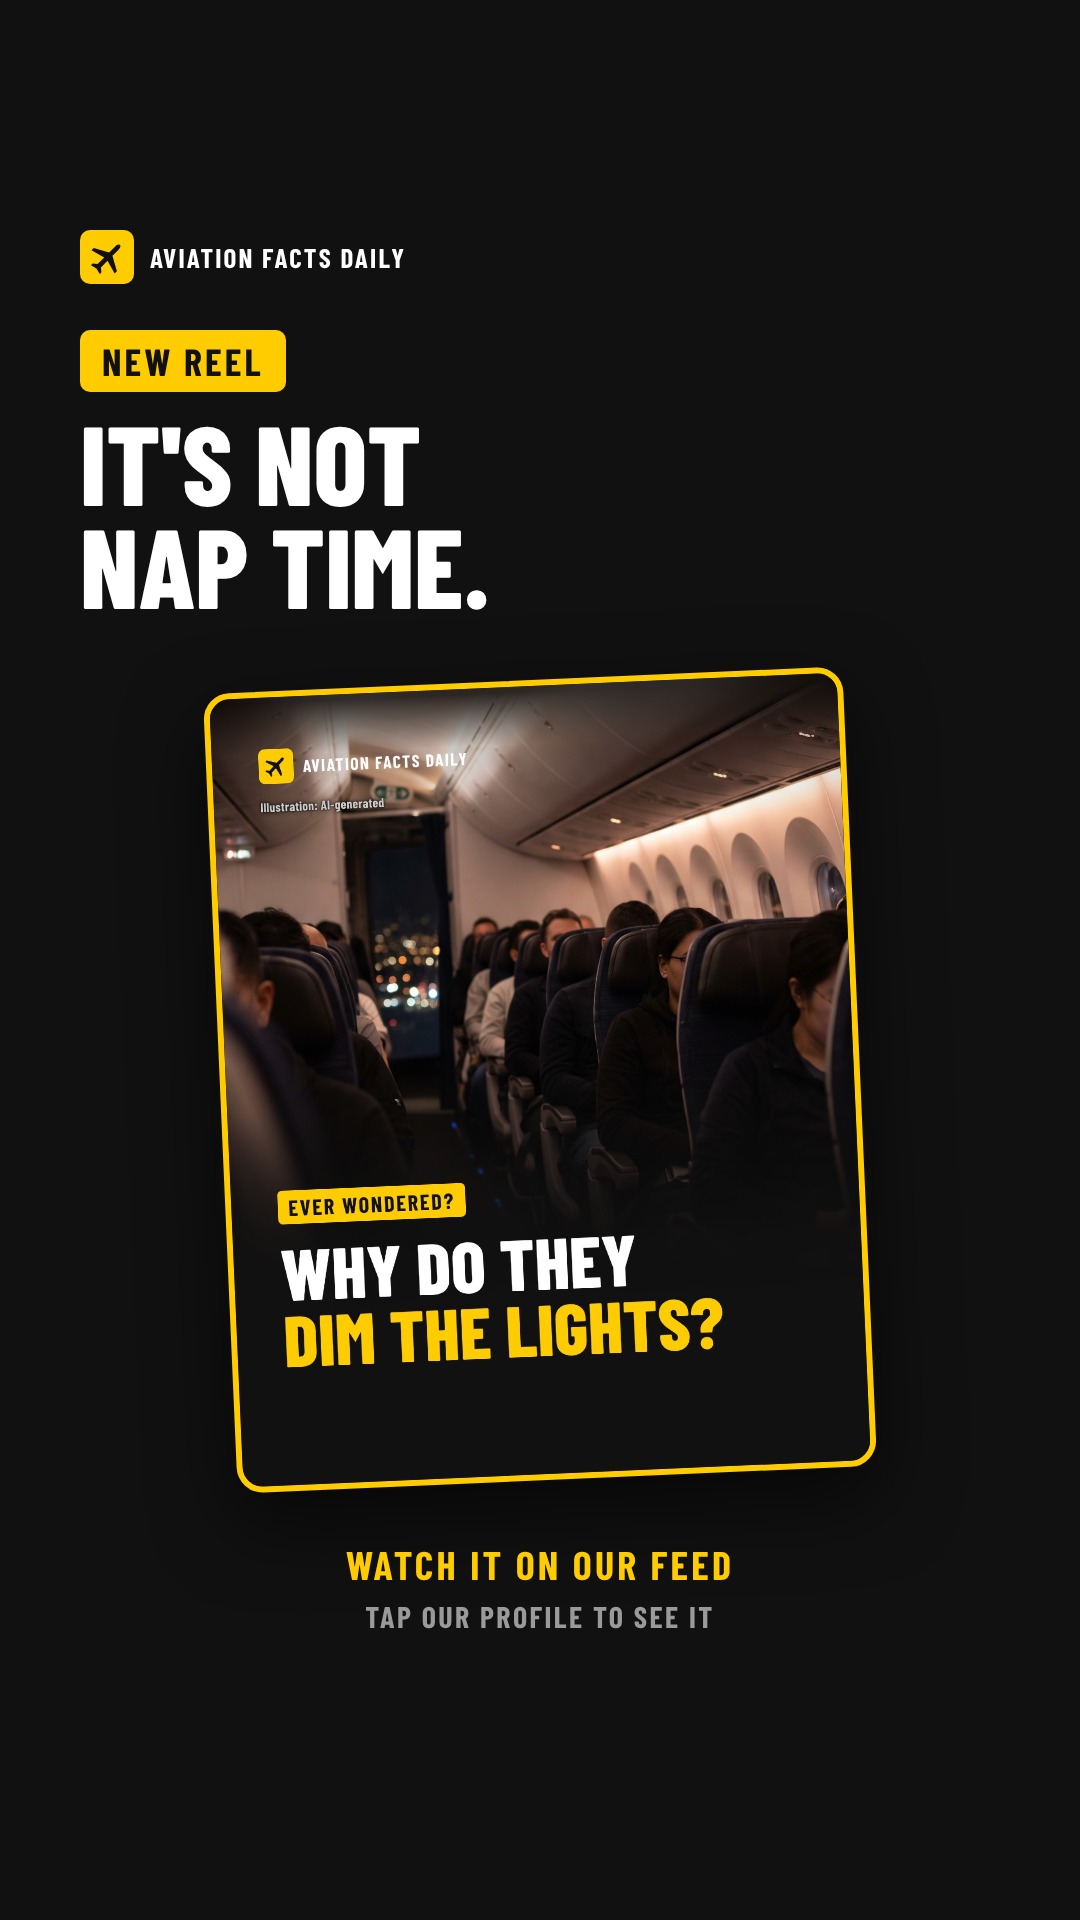 AVIATION FACTS DAILY
NEW REEL
IT'S NOT
NAP TIME.
AVIATION FACTS DAILY
Illustration: AI-generated
EVER WONDERED?
WHY DO THEY
DIM THE LIGHTS?
WATCH IT ON OUR FEED
TAP OUR PROFILE TO SEE IT